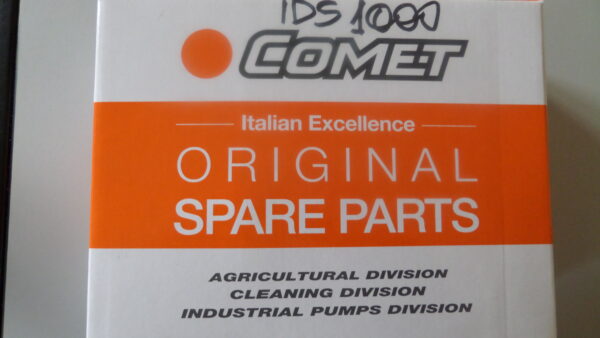 IDS 1000
COMET
Italian Excellence
ORIGINAL
SPARE PARTS
AGRICULTURAL DIVISION
CLEANING DIVISION
INDUSTRIAL PUMPS DIVISION